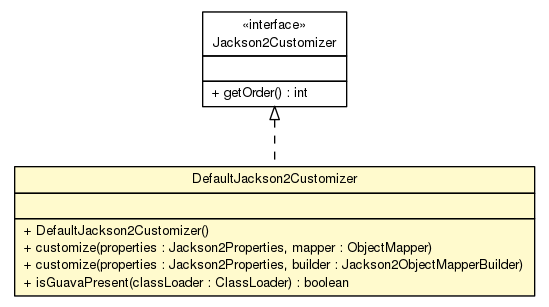 «interface»
Jackson2Customizer
+ getOrder() : int
DefaultJackson2Customizer
+ DefaultJackson2Customizer()
+ customize(properties : Jackson2Properties, mapper : ObjectMapper)
+ customize(properties : Jackson2Properties, builder : Jackson2ObjectMapperBuilder)
+ isGuavaPresent(classLoader : ClassLoader) : boolean